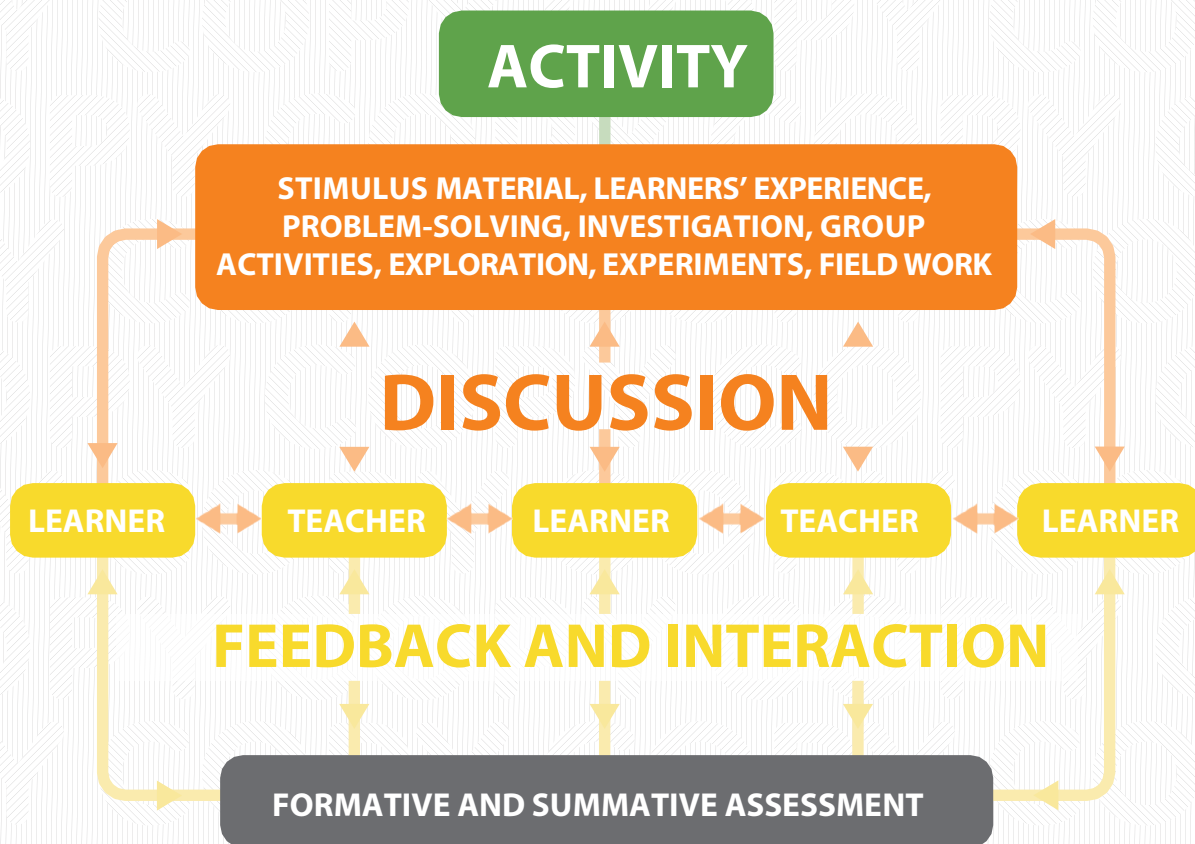 ACTIVITY
STIMULUS MATERIAL, LEARNERS’ EXPERIENCE,
PROBLEM-SOLVING, INVESTIGATION, GROUP
ACTIVITIES, EXPLORATION, EXPERIMENTS, FIELD WORK
DISCUSSION
LEARNER TEACHER LEARNER TEACHER LEARNER
FEEDBACK AND INTERACTION
FORMATIVE AND SUMMATIVE ASSESSMENT